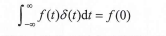 ∫_{-∞}^{∞} f(t)δ(t)dt = f(0)